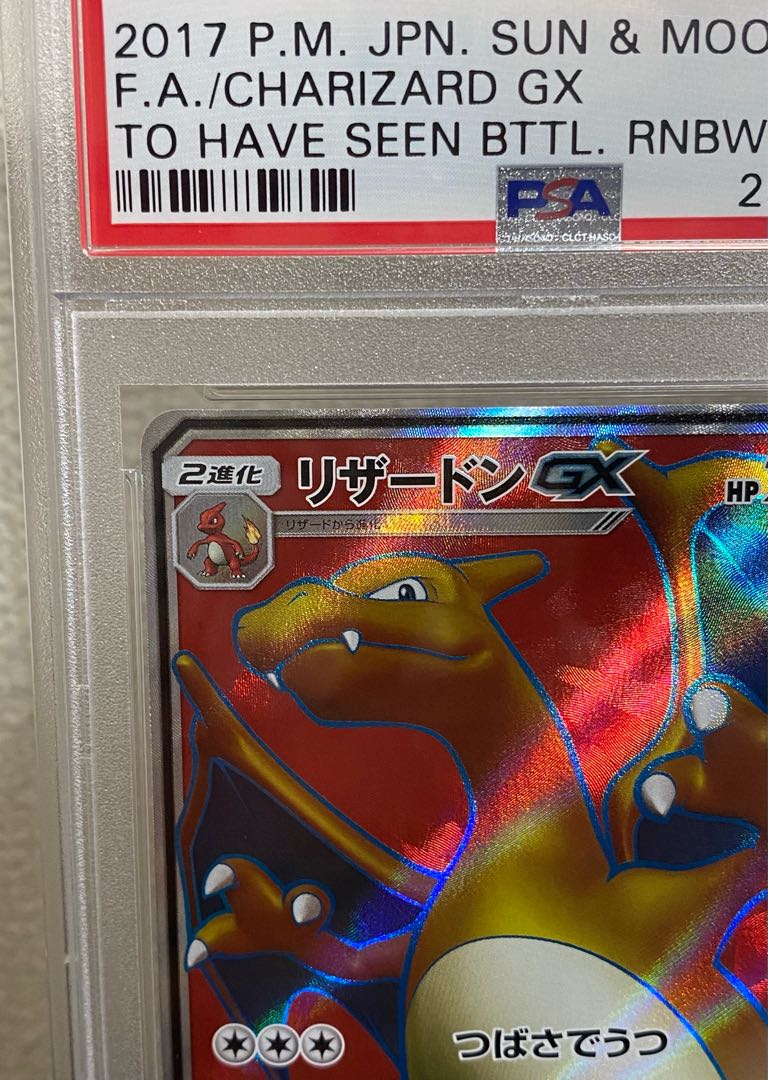 2017 P.M. JPN. SUN & MOO
F.A./CHARIZARD GX
TO HAVE SEEN BTTL. RNBW
PSA
2
2進化
リザードンGX
HP
リザードから進化
つばさでうつ